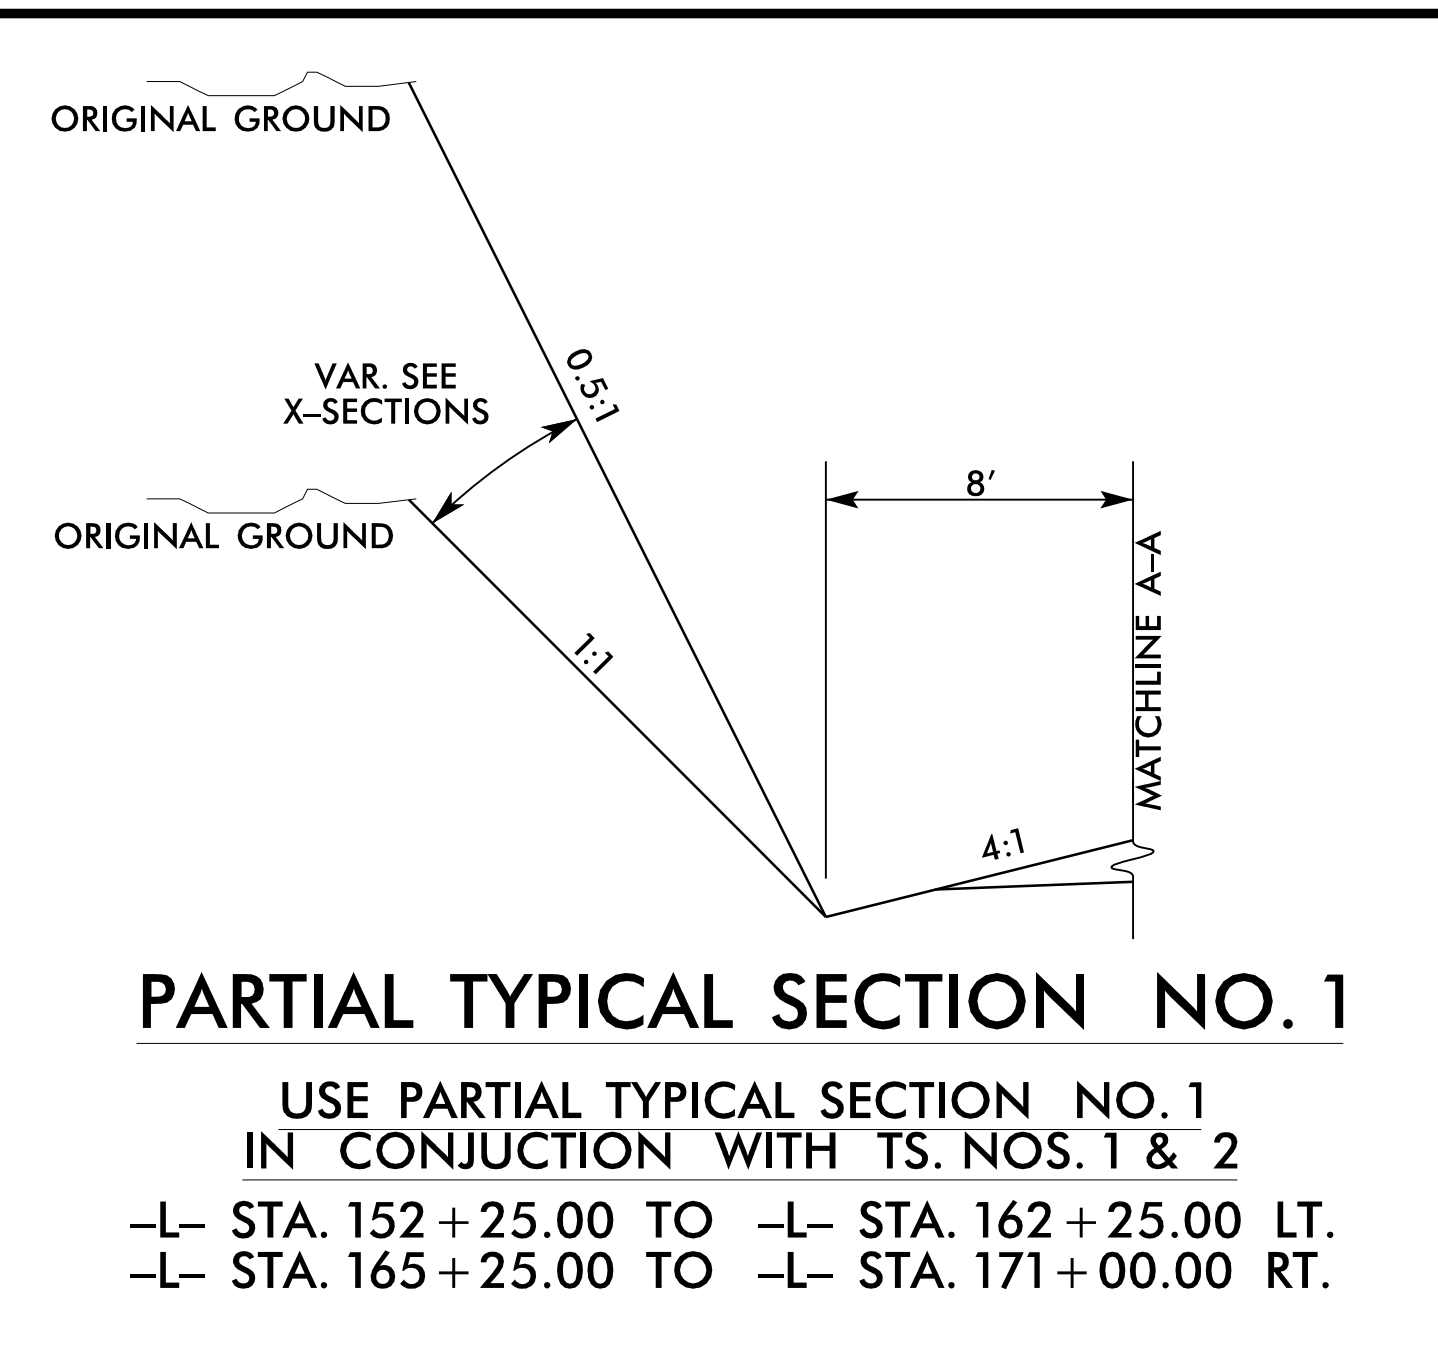 ORIGINAL GROUND
0.5:1
VAR. SEE
X–SECTIONS
8'
ORIGINAL GROUND
MATCHLINE A–A
1:1
4:1
PARTIAL TYPICAL SECTION NO. 1
USE PARTIAL TYPICAL SECTION NO. 1
IN CONJUCTION WITH TS. NOS. 1 & 2
–L– STA. 152+25.00 TO –L– STA. 162+25.00 LT.
–L– STA. 165+25.00 TO –L– STA. 171+00.00 RT.